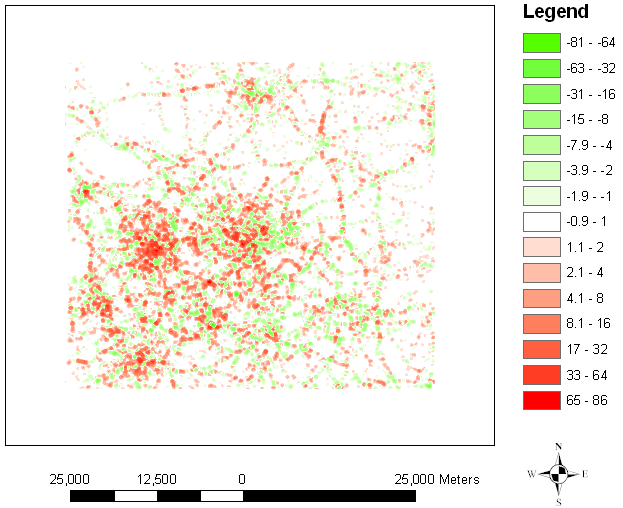 Legend
-81 - -64
-63 - -32
-31 - -16
-15 - -8
-7.9 - -4
-3.9 - -2
-1.9 - -1
-0.9 - 1
1.1 - 2
2.1 - 4
4.1 - 8
8.1 - 16
17 - 32
33 - 64
65 - 86
N
W E
S
25,000 12,500 0 25,000 Meters